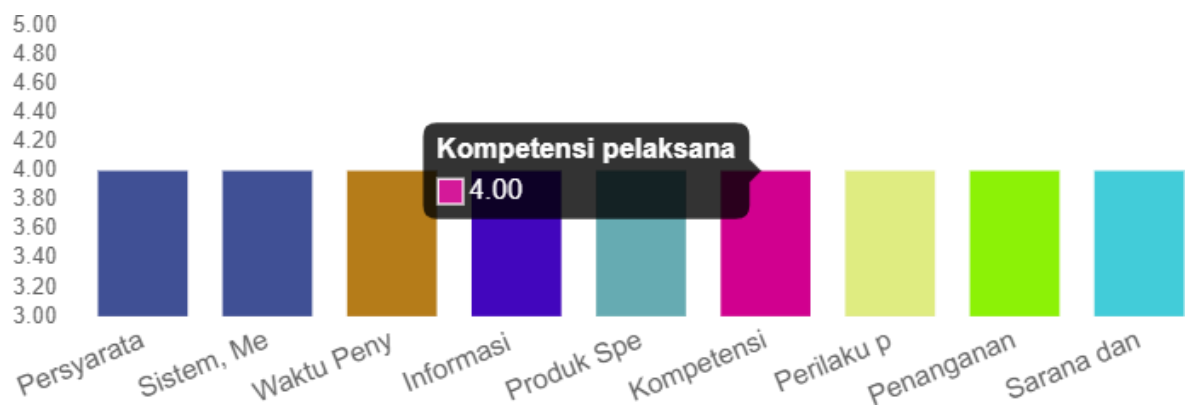 5.00
4.80
4.60
4.40
4.20
4.00
3.80
3.60
3.40
3.20
3.00
Kompetensi pelaksana
4.00
Persyarata
Sistem, Me
Waktu Peny
Informasi
Produk Spe
Kompetensi
Perilaku p
Penanganan
Sarana dan